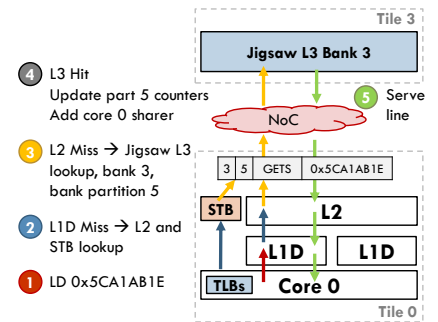 Tile 3
Jigsaw L3 Bank 3
4 L3 Hit
Update part 5 counters
Add core 0 sharer
5 Serve
line
NoC
3 L2 Miss → Jigsaw L3
lookup, bank 3,
bank partition 5
3 5 GETS 0x5CA1AB1E
STB L2
2 L1D Miss → L2 and
STB lookup
L1D L1D
1 LD 0x5CA1AB1E
TLBs Core 0
Tile 0